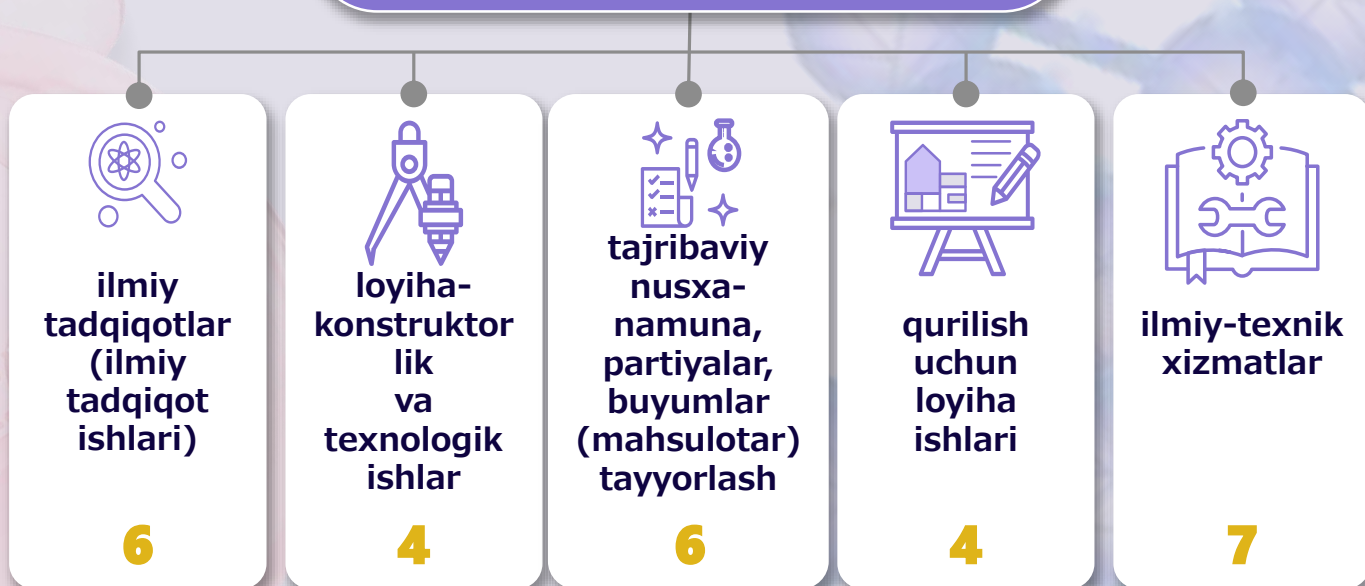 ilmiy
tadqiqotlar
(ilmiy
tadqiqot
ishlari)
6
loyiha-
konstruktor
lik
va
texnologik
ishlar
4
tajribaviy
nusxa-
namuna,
partiyalar,
buyumlar
(mahsulotar)
tayyorlash
6
qurilish
uchun
loyiha
ishlari
4
ilmiy-texnik
xizmatlar
7